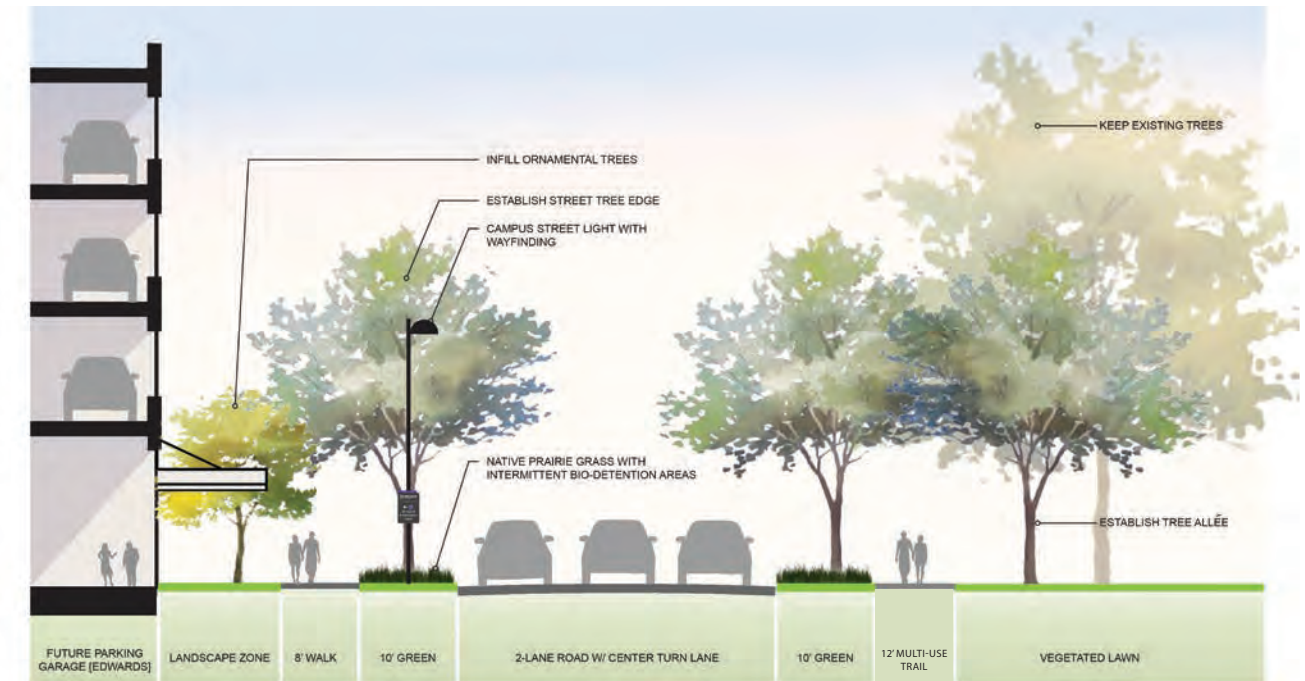 KEEP EXISTING TREES
INFILL ORNAMENTAL TREES
ESTABLISH STREET TREE EDGE
CAMPUS STREET LIGHT WITH
WAYFINDING
NATIVE PRAIRIE GRASS WITH
INTERMITTENT BIO-DETENTION AREAS
ESTABLISH TREE ALLÉE
FUTURE PARKING
GARAGE [EDWARDS]
LANDSCAPE ZONE
8' WALK
10' GREEN
2-LANE ROAD W/ CENTER TURN LANE
10' GREEN
12' MULTI-USE
TRAIL
VEGETATED LAWN